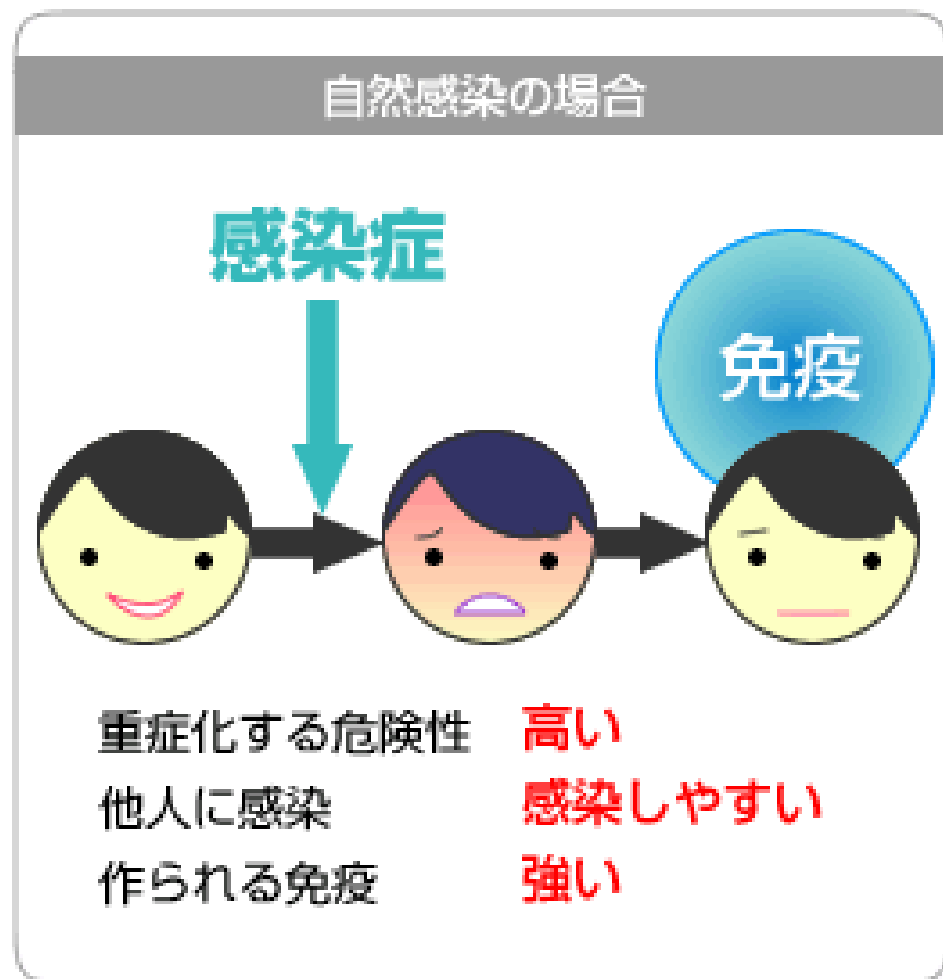 自然感染の場合
感染症
免疫
重症化する危険性 高い
他人に感染 感染しやすい
作られる免疫 強い